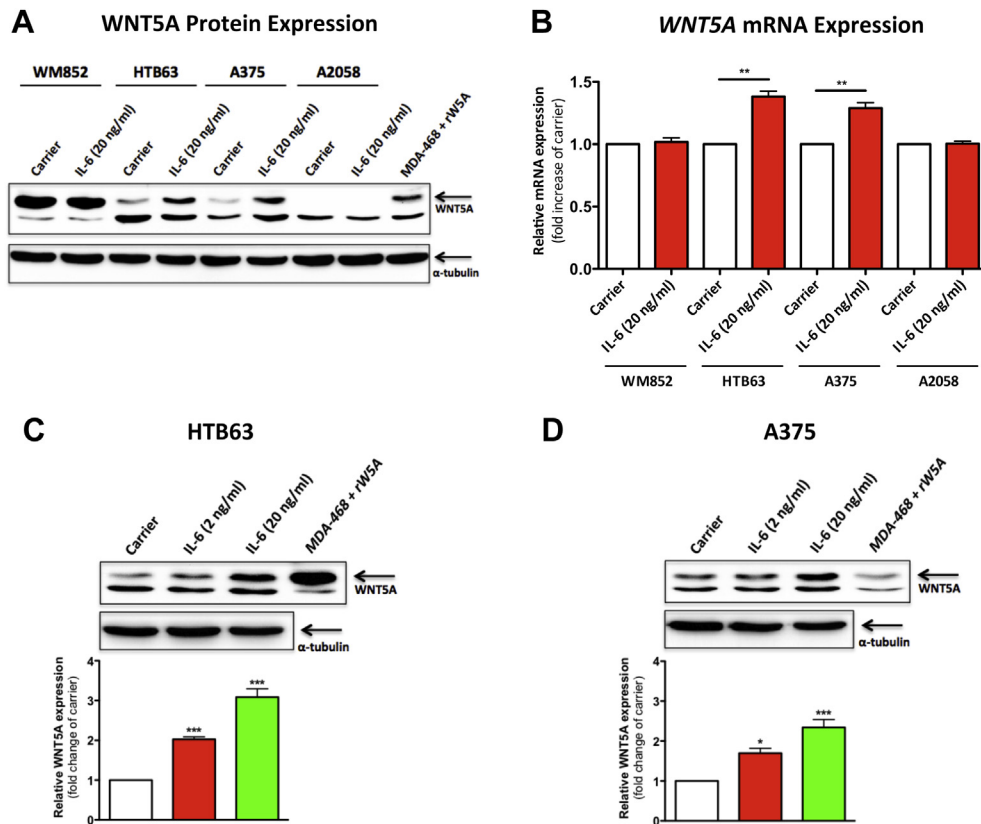 A
WNT5A Protein Expression
WM852 HTB63 A375 A2058
Carrier
IL-6 (20 ng/ml)
Carrier
IL-6 (20 ng/ml)
Carrier
IL-6 (20 ng/ml)
Carrier
IL-6 (20 ng/ml)
MDA-468 + rW5A
WNT5A
α-tubulin
B
WNT5A mRNA Expression
Relative mRNA expression
(fold increase of carrier)
1.5
1.0
0.5
0.0
**
**
Carrier
IL-6 (20 ng/ml)
Carrier
IL-6 (20 ng/ml)
Carrier
IL-6 (20 ng/ml)
Carrier
IL-6 (20 ng/ml)
WM852 HTB63 A375 A2058
C
HTB63
Carrier
IL-6 (2 ng/ml)
IL-6 (20 ng/ml)
MDA-468 + rW5A
WNT5A
α-tubulin
Relative WNT5A expression
(fold change of carrier)
4
3
2
1
0
***
***
D
A375
Carrier
IL-6 (2 ng/ml)
IL-6 (20 ng/ml)
MDA-468 + rW5A
WNT5A
α-tubulin
Relative WNT5A expression
(fold change of carrier)
4
3
2
1
0
*
***